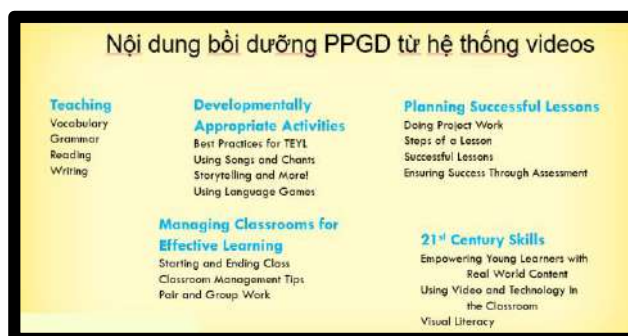 Nội dung bồi dưỡng PPGD từ hệ thống videos
Teaching
Vocabulary
Grammar
Reading
Writing
Developmentally
Appropriate Activities
Best Practices for TEYL
Using Songs and Chants
Storytelling and More!
Using Language Games
Planning Successful Lessons
Doing Project Work
Steps of a Lesson
Successful Lessons
Ensuring Success Through Assessment
Managing Classrooms for
Effective Learning
Starting and Ending Class
Classroom Management Tips
Pair and Group Work
21st Century Skills
Empowering Young Learners with
Real World Content
Using Video and Technology In
the Classroom
Visual Literacy